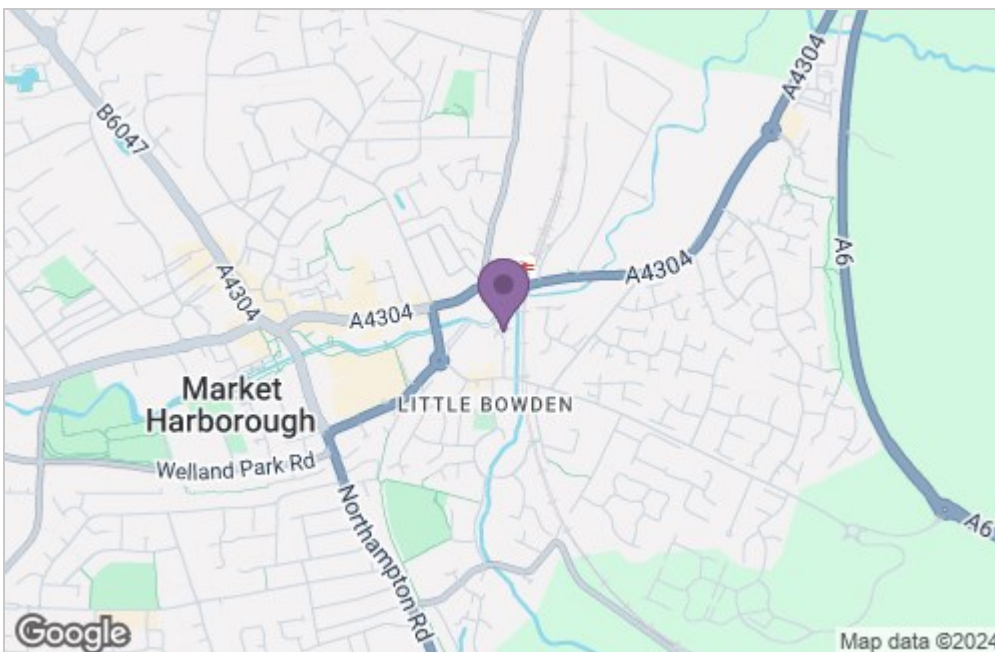 A4304
B6047
A4304
A4304
A4304
A6
Market
Harborough
LITTLE BOWDEN
Welland Park Rd
Northampton Rd
A6
Google
Map data ©2024